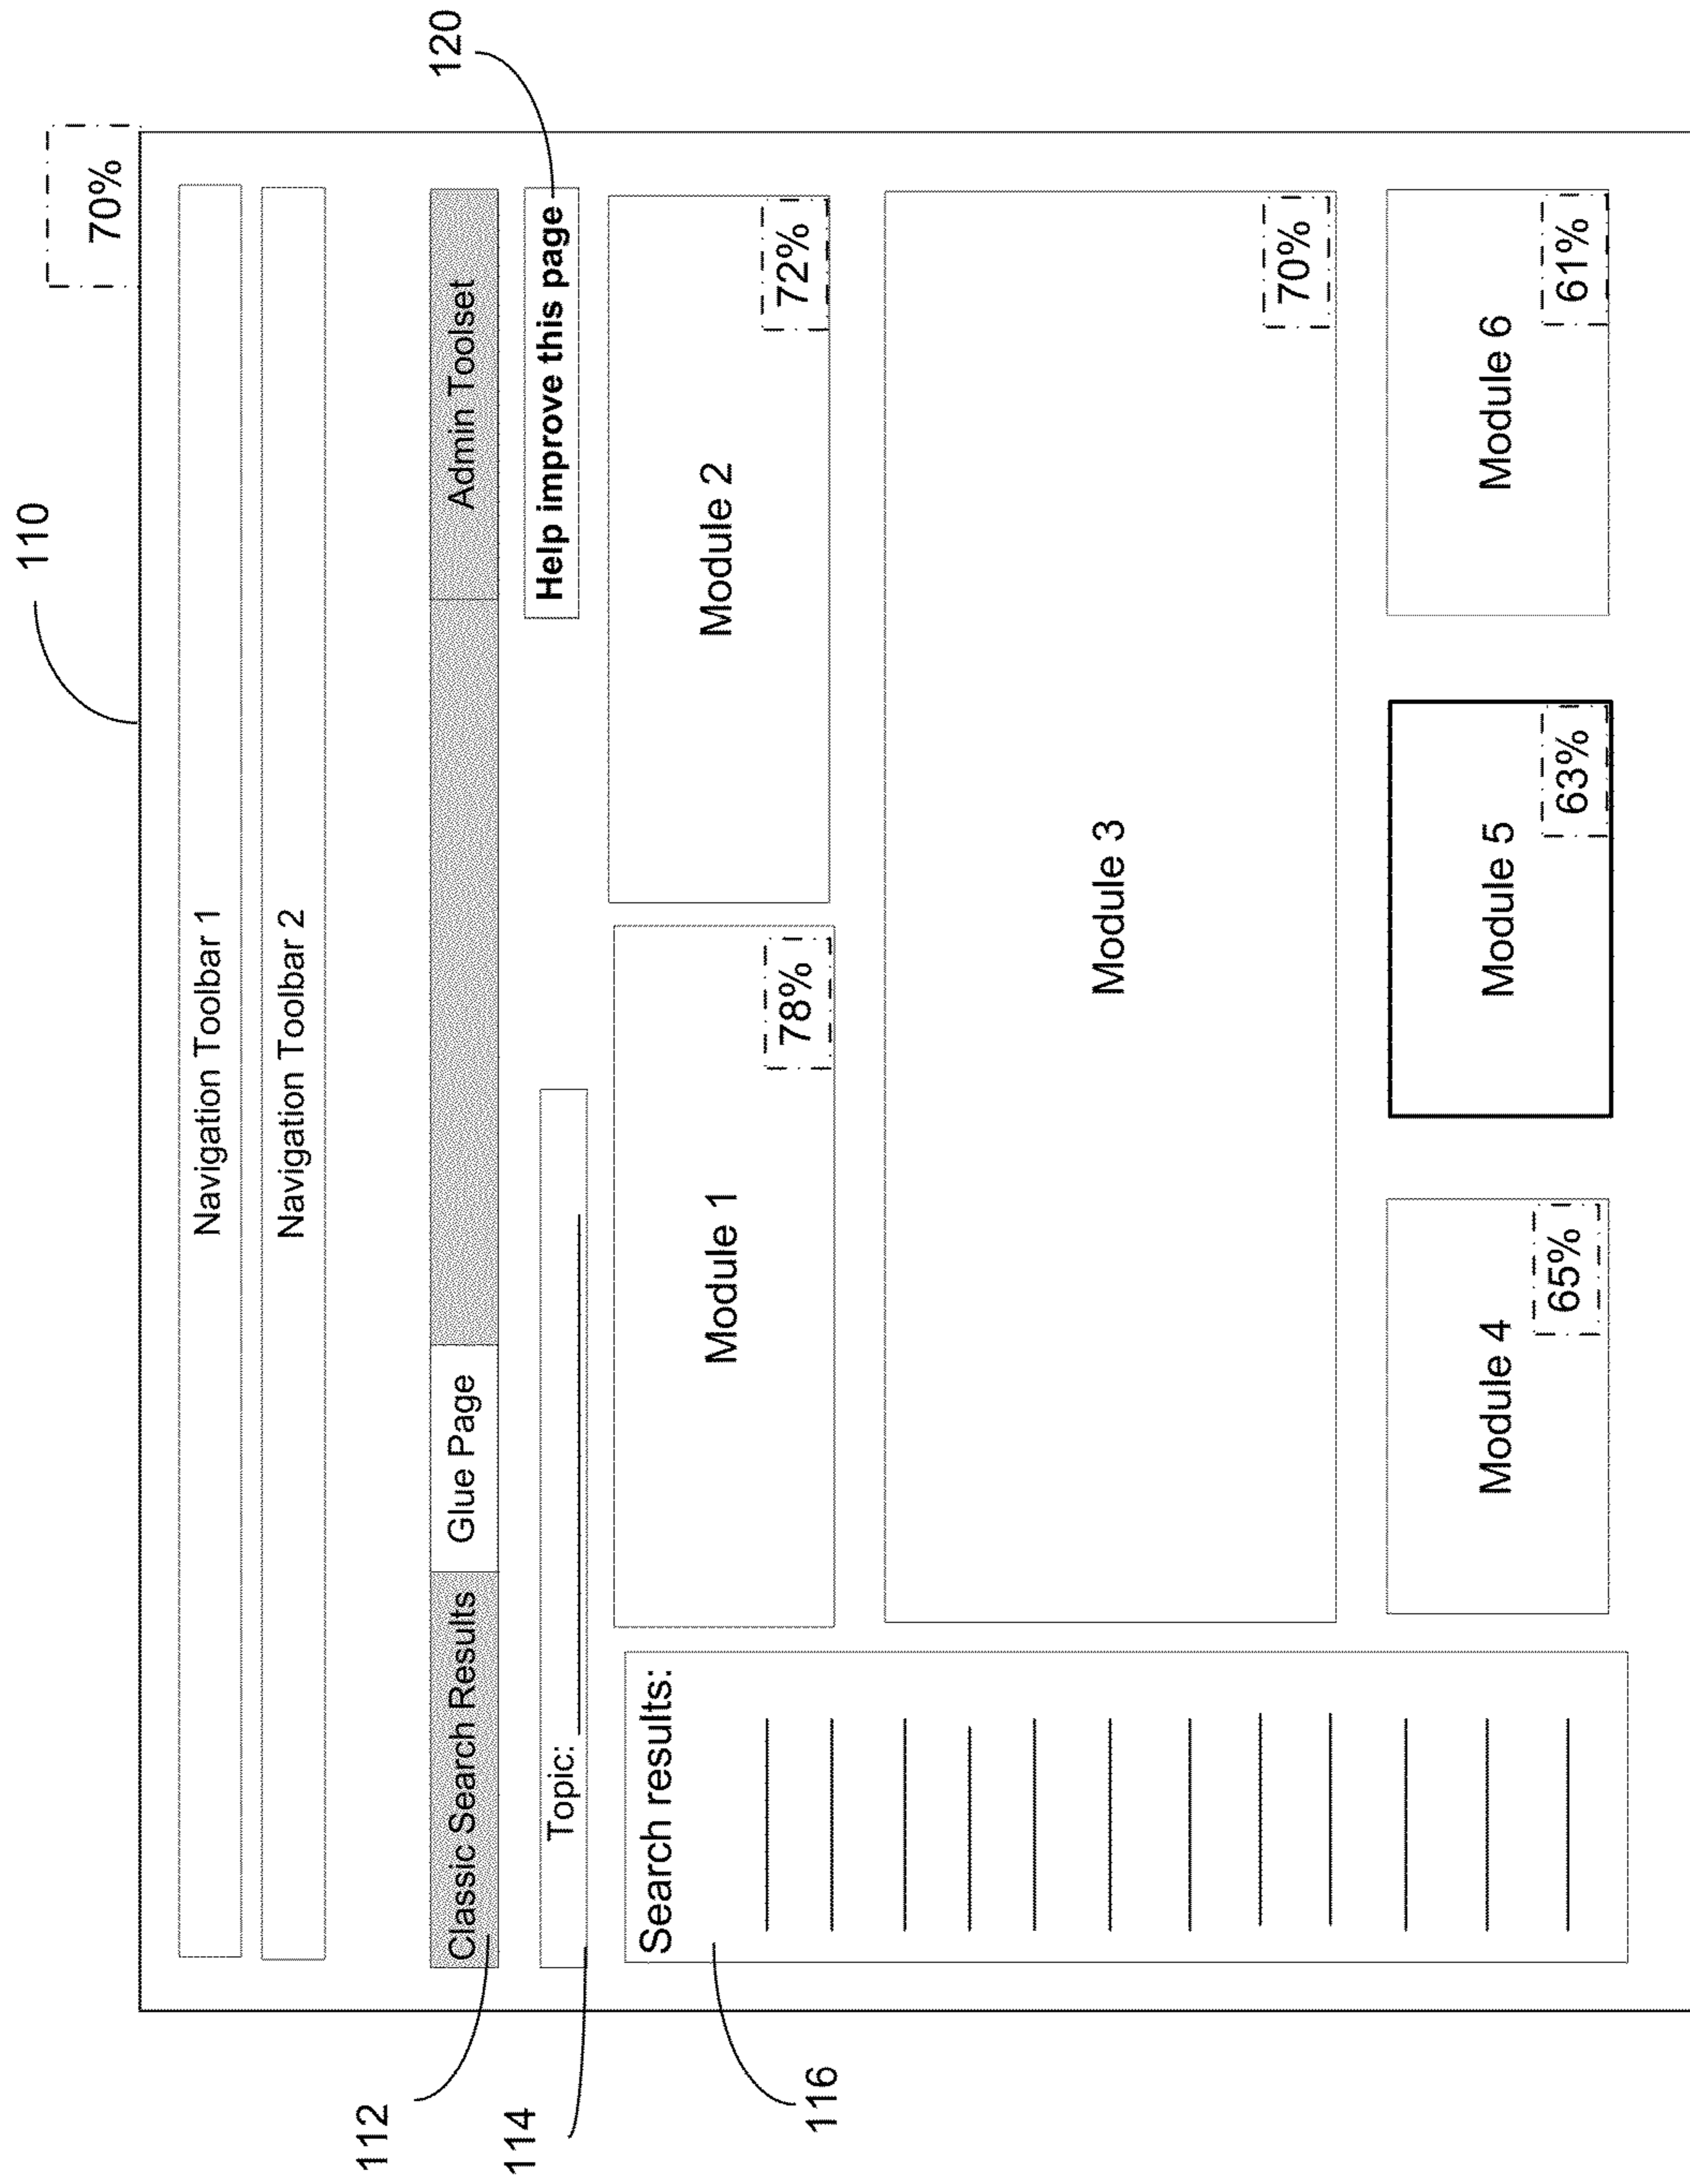 110
70%
120
Navigation Toolbar 1
Navigation Toolbar 2
112
Classic Search Results
Glue Page
Admin Toolset
114
Topic:
Help improve this page
116
Search results:
Module 1
78%
Module 2
72%
Module 3
70%
Module 4
65%
Module 5
63%
Module 6
61%